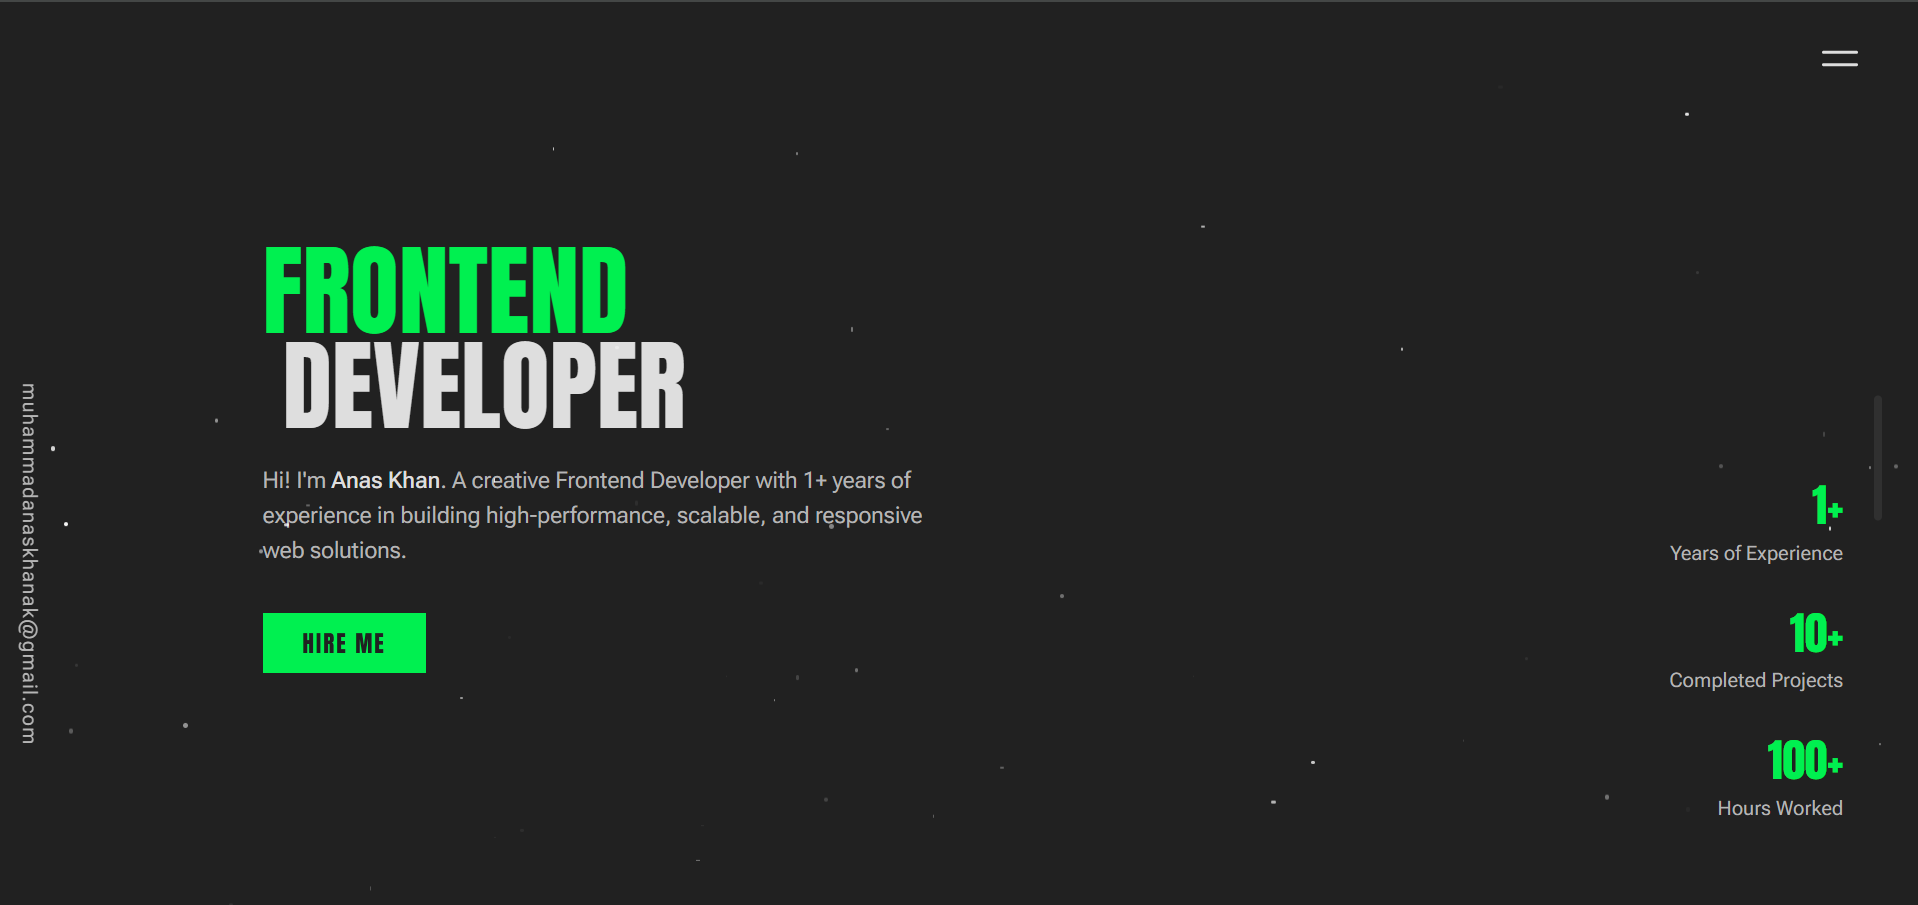 FRONTEND
DEVELOPER
Hi! I'm Anas Khan. A creative Frontend Developer with 1+ years of
experience in building high-performance, scalable, and responsive
web solutions.
HIRE ME
muhammadanaskhanak@gmail.com
1+
Years of Experience
10+
Completed Projects
100+
Hours Worked